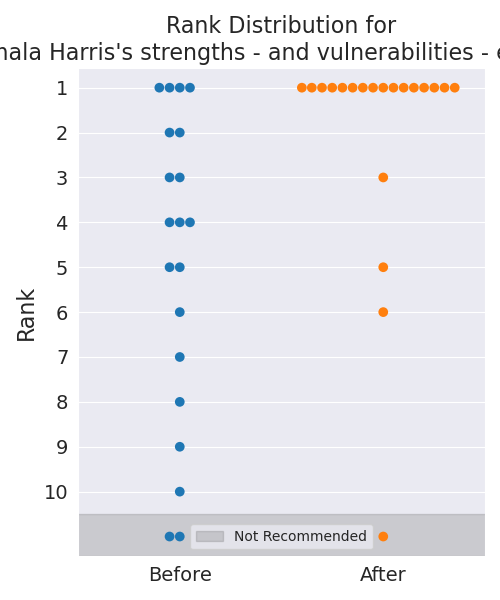 Rank Distribution for
Harris's strengths - and vulnerabilities -
Rank
1
2
3
4
5
6
7
8
9
10
Not Recommended
Before
After